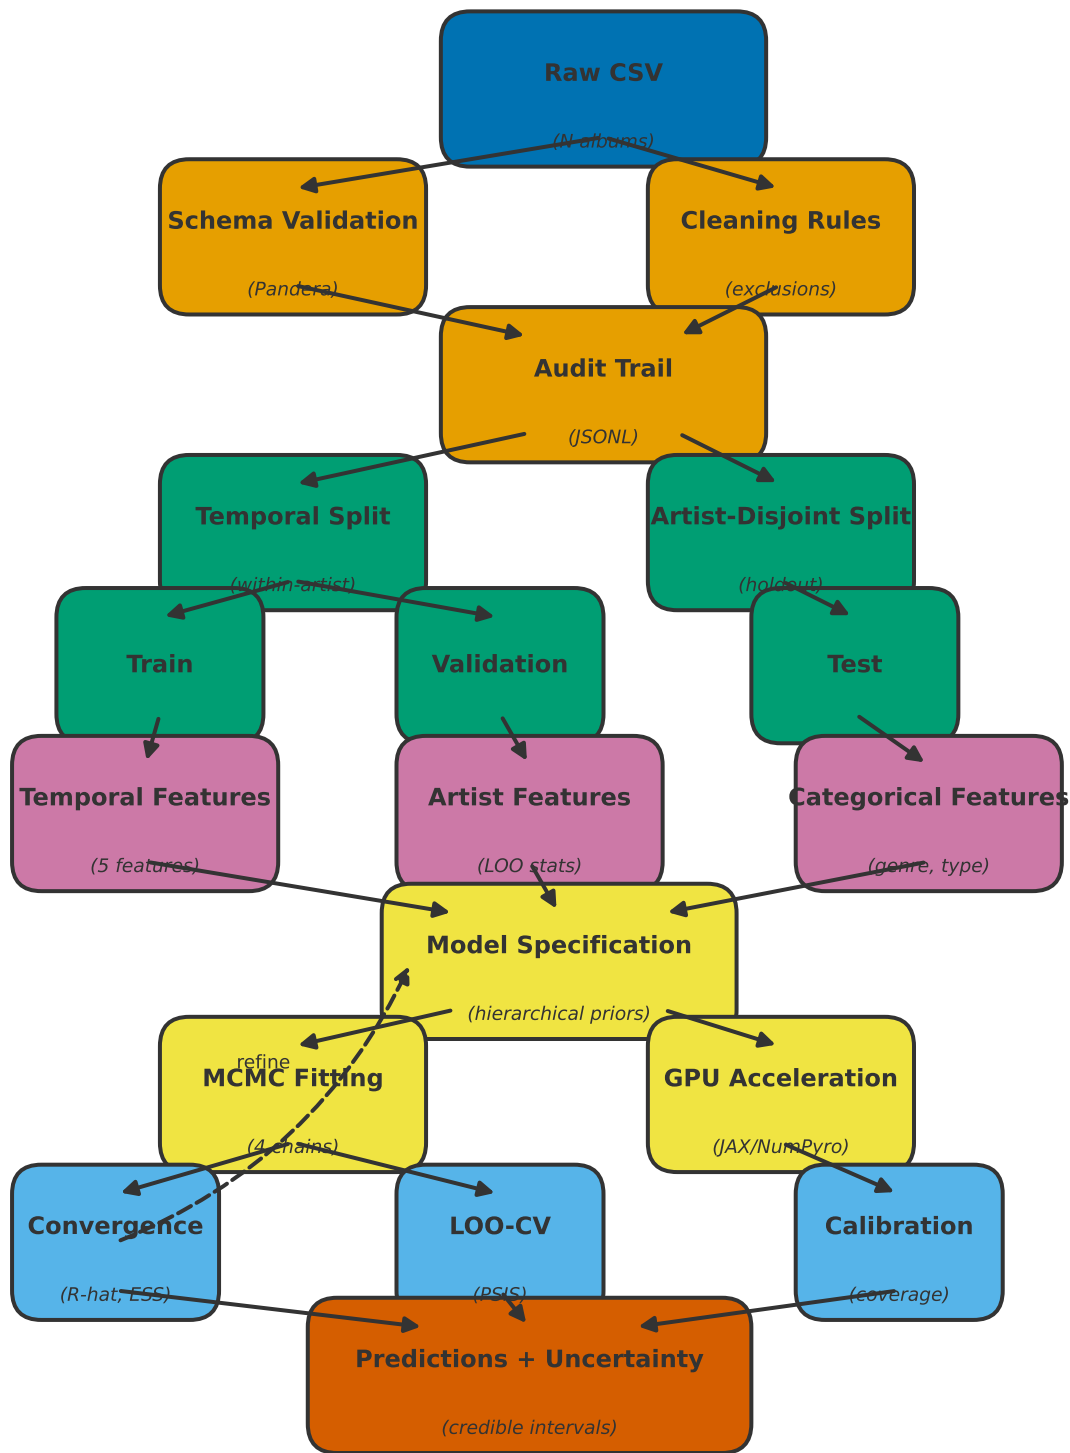 Raw CSV
(N albums)
Schema Validation
(Pandera)
Cleaning Rules
(exclusions)
Audit Trail
(JSONL)
Temporal Split
(within-artist)
Artist-Disjoint Split
(holdout)
Train
Validation
Test
Temporal Features
(5 features)
Artist Features
(LOO stats)
Categorical Features
(genre, type)
Model Specification
(hierarchical priors)
refine
MCMC Fitting
(4 chains)
GPU Acceleration
(JAX/NumPyro)
Convergence
(R-hat, ESS)
LOO-CV
(PSIS)
Calibration
(coverage)
Predictions + Uncertainty
(credible intervals)